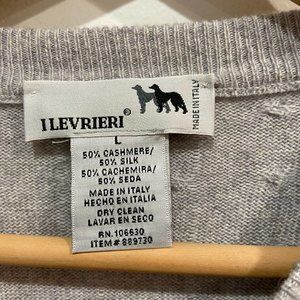 I LEVRIERI®
MADE IN ITALY
L
50% CASHMERE/
50% SILK
50% CACHEMIRA/
50% SEDA
MADE IN ITALY
HECHO EN ITALIA
DRY CLEAN
LAVAR EN SECO
RN. 106630
ITEM # 889730